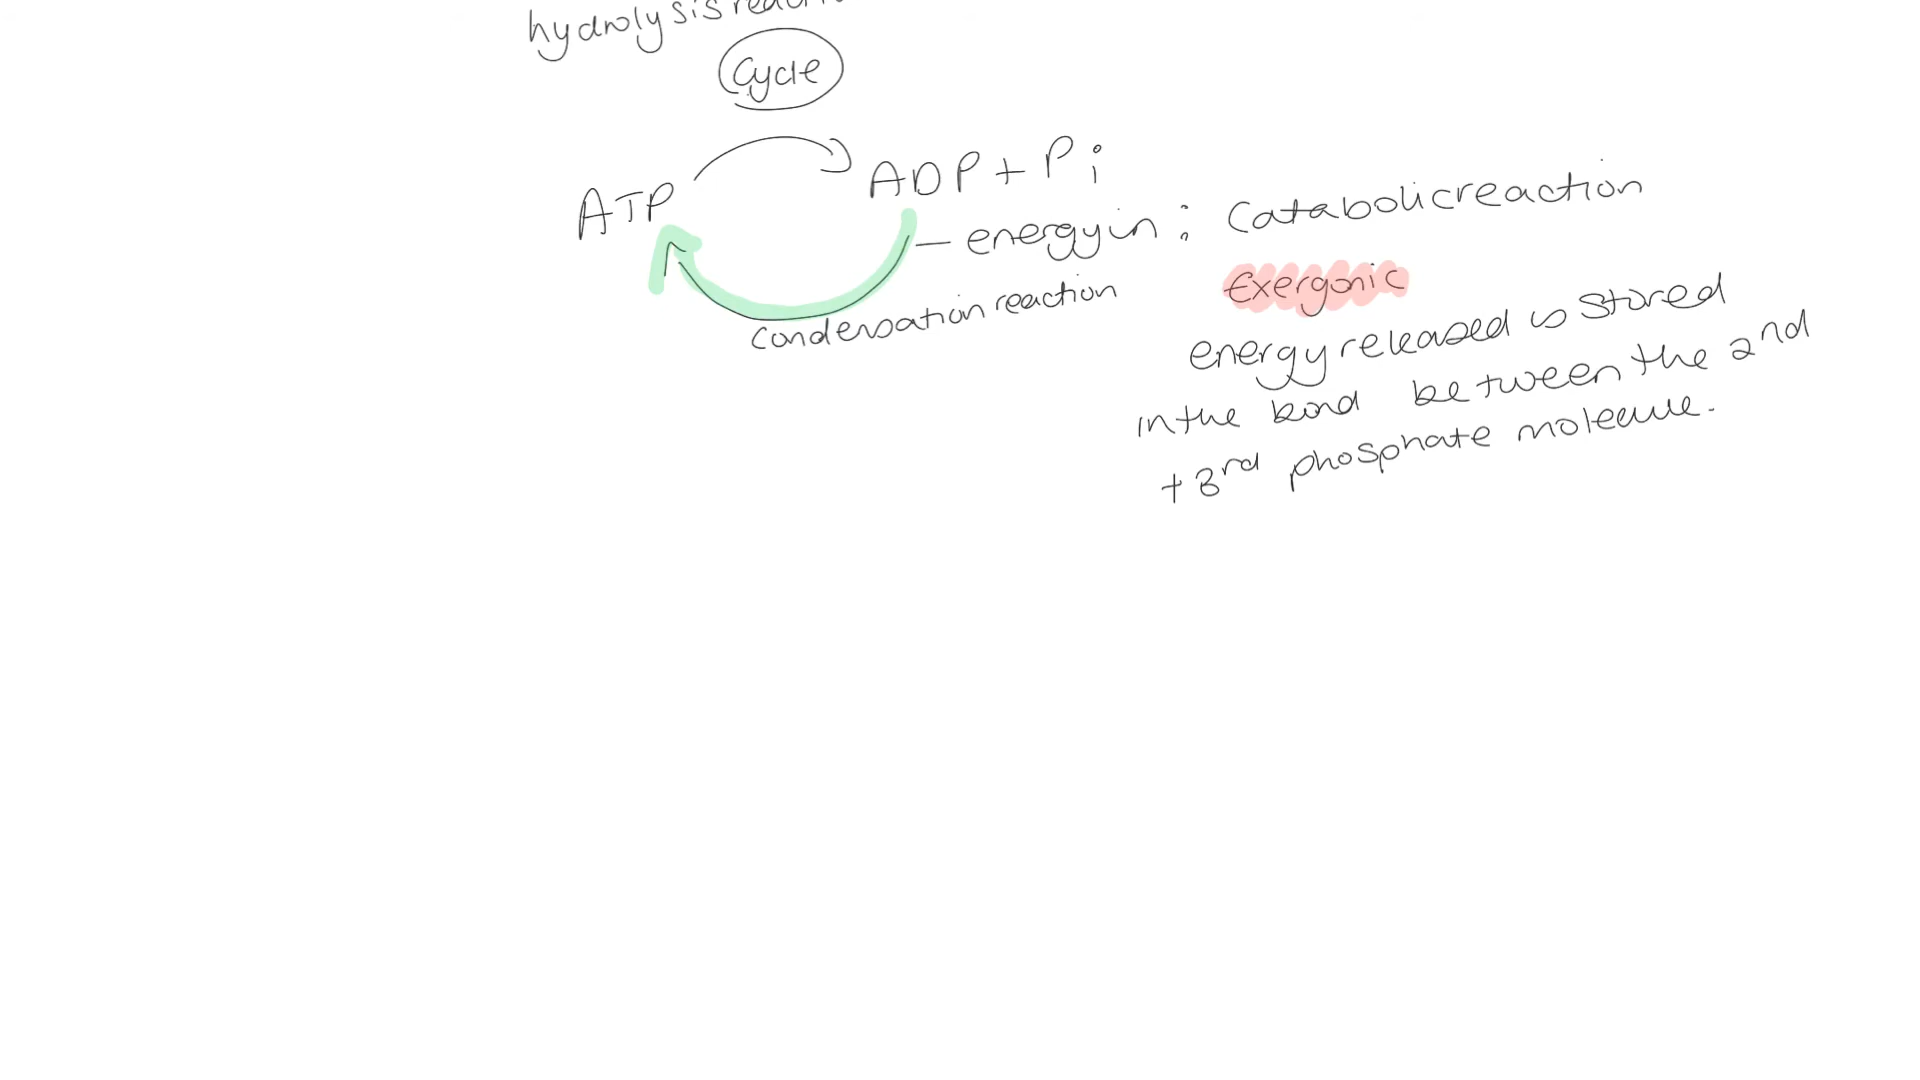 hydrolysis
Cycle
ATP
ADP + Pi
– energy in : Catabolic reaction
condensation reaction
Exergonic
energy released is stored
in the bond between the 2nd
+ 3rd phosphate molecule.